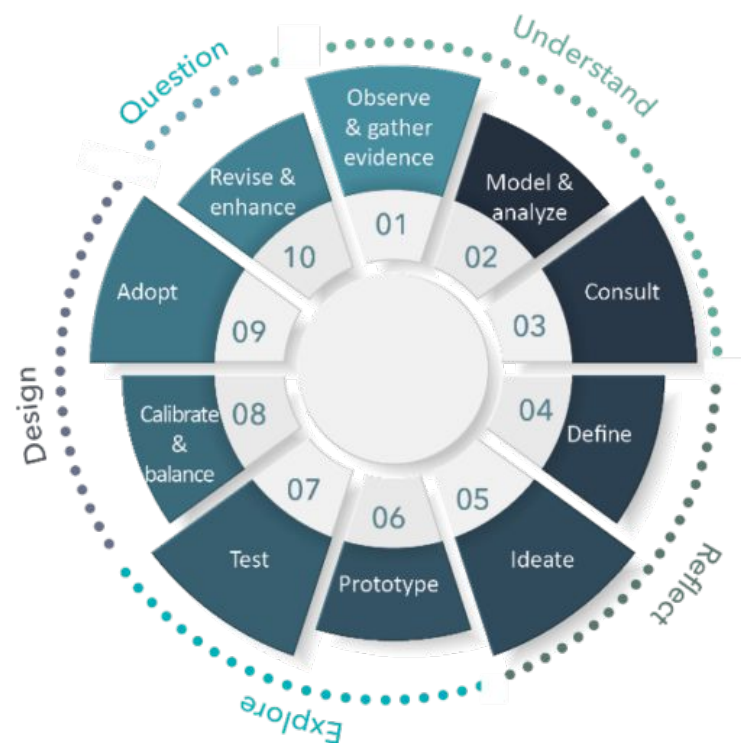 Understand
Observe
& gather
evidence
01
Model &
analyze
02
Consult
03
Reflect
Define
04
Ideate
05
Explore
Prototype
06
Test
07
Design
Calibrate
&
balance
08
Adopt
09
Question
Revise &
enhance
10